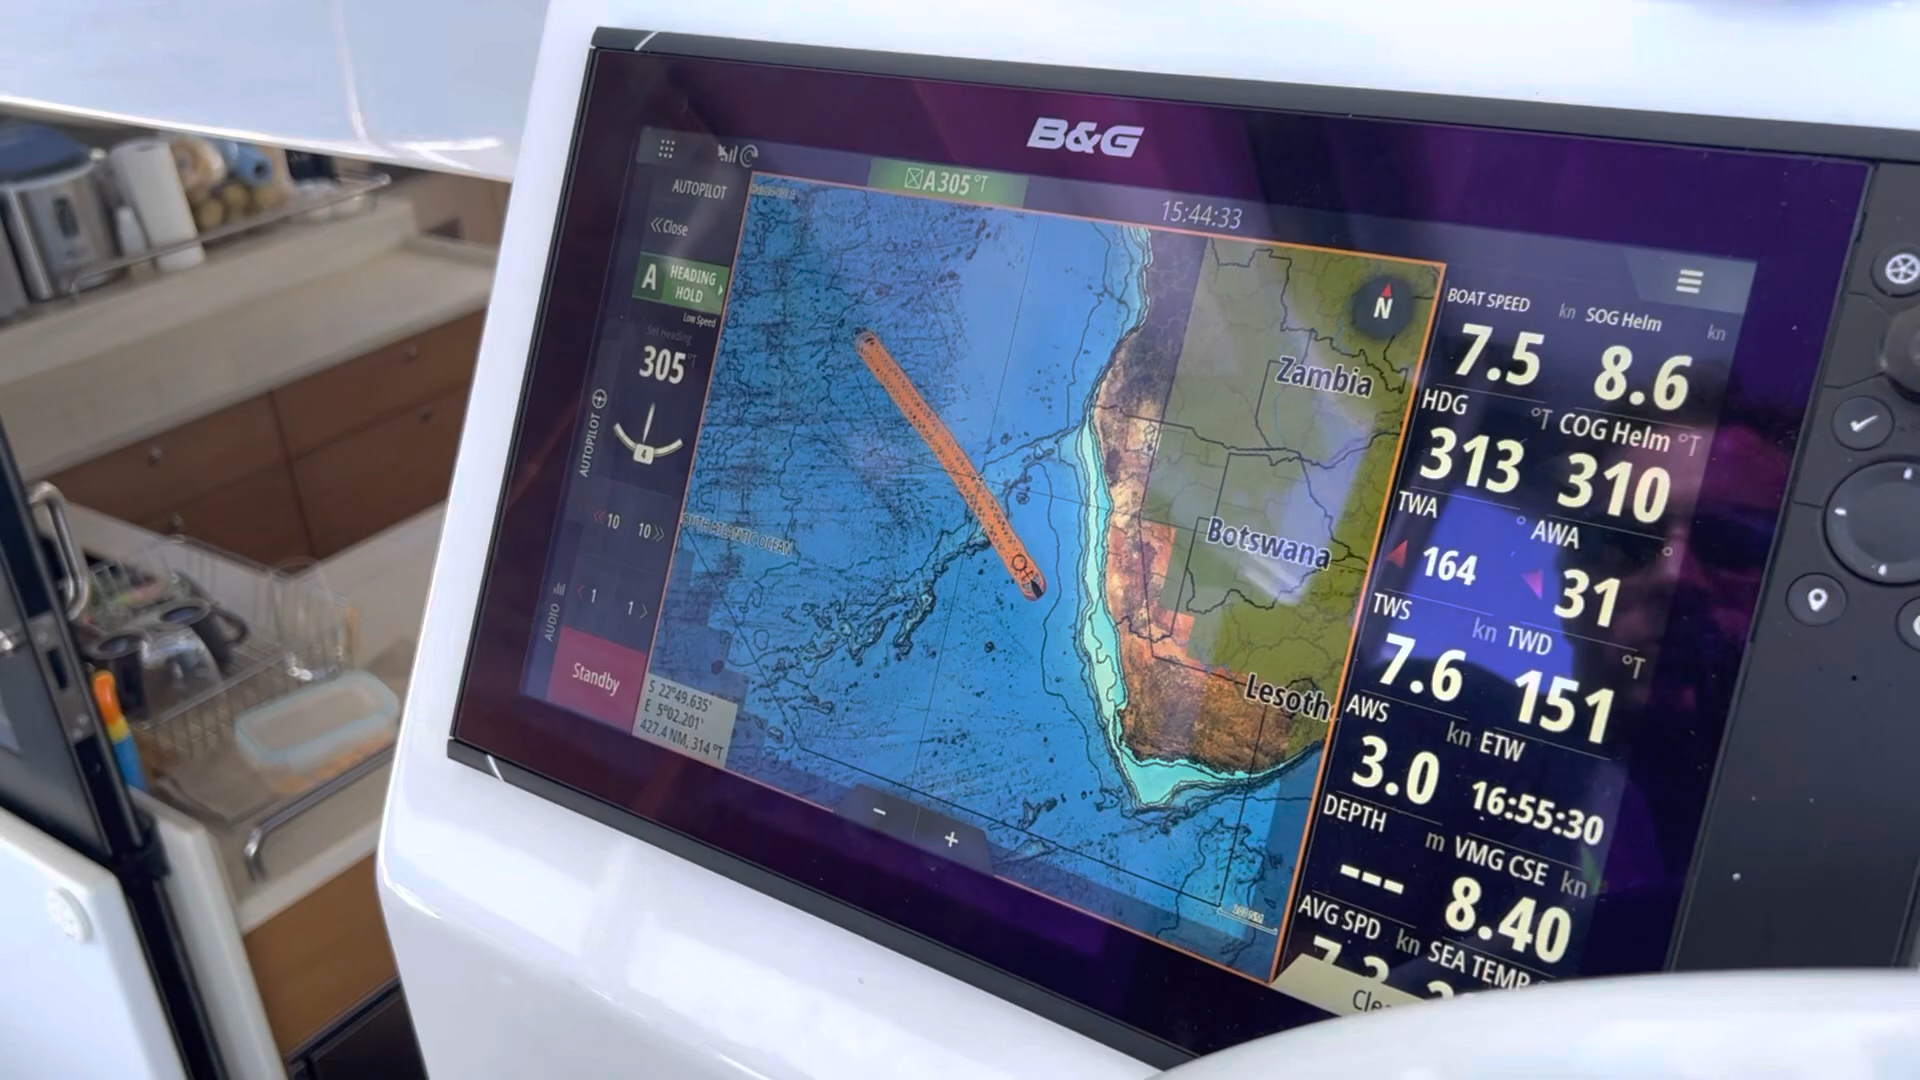 B&G
A305°T
15:44:33
AUTOPILOT
Close
A HEADING HOLD
Low Speed
Set Heading
305°T
4
AUTOPILOT
10 10
1 1
AUDIO
Standby
S 22°49.635'
E 5°02.201'
427.4 NM, 314 °T
SOUTH ATLANTIC OCEAN
Zambia
Botswana
Lesoth
N
− +
BOAT SPEED kn SOG Helm kn
7.5 8.6
HDG °T COG Helm °T
313 310
TWA ° AWA °
164 31
TWS kn TWD °T
7.6 151
AWS kn ETW
3.0 16:55:30
DEPTH m VMG CSE kn
--- 8.40
AVG SPD kn SEA TEMP
7.3
Cle